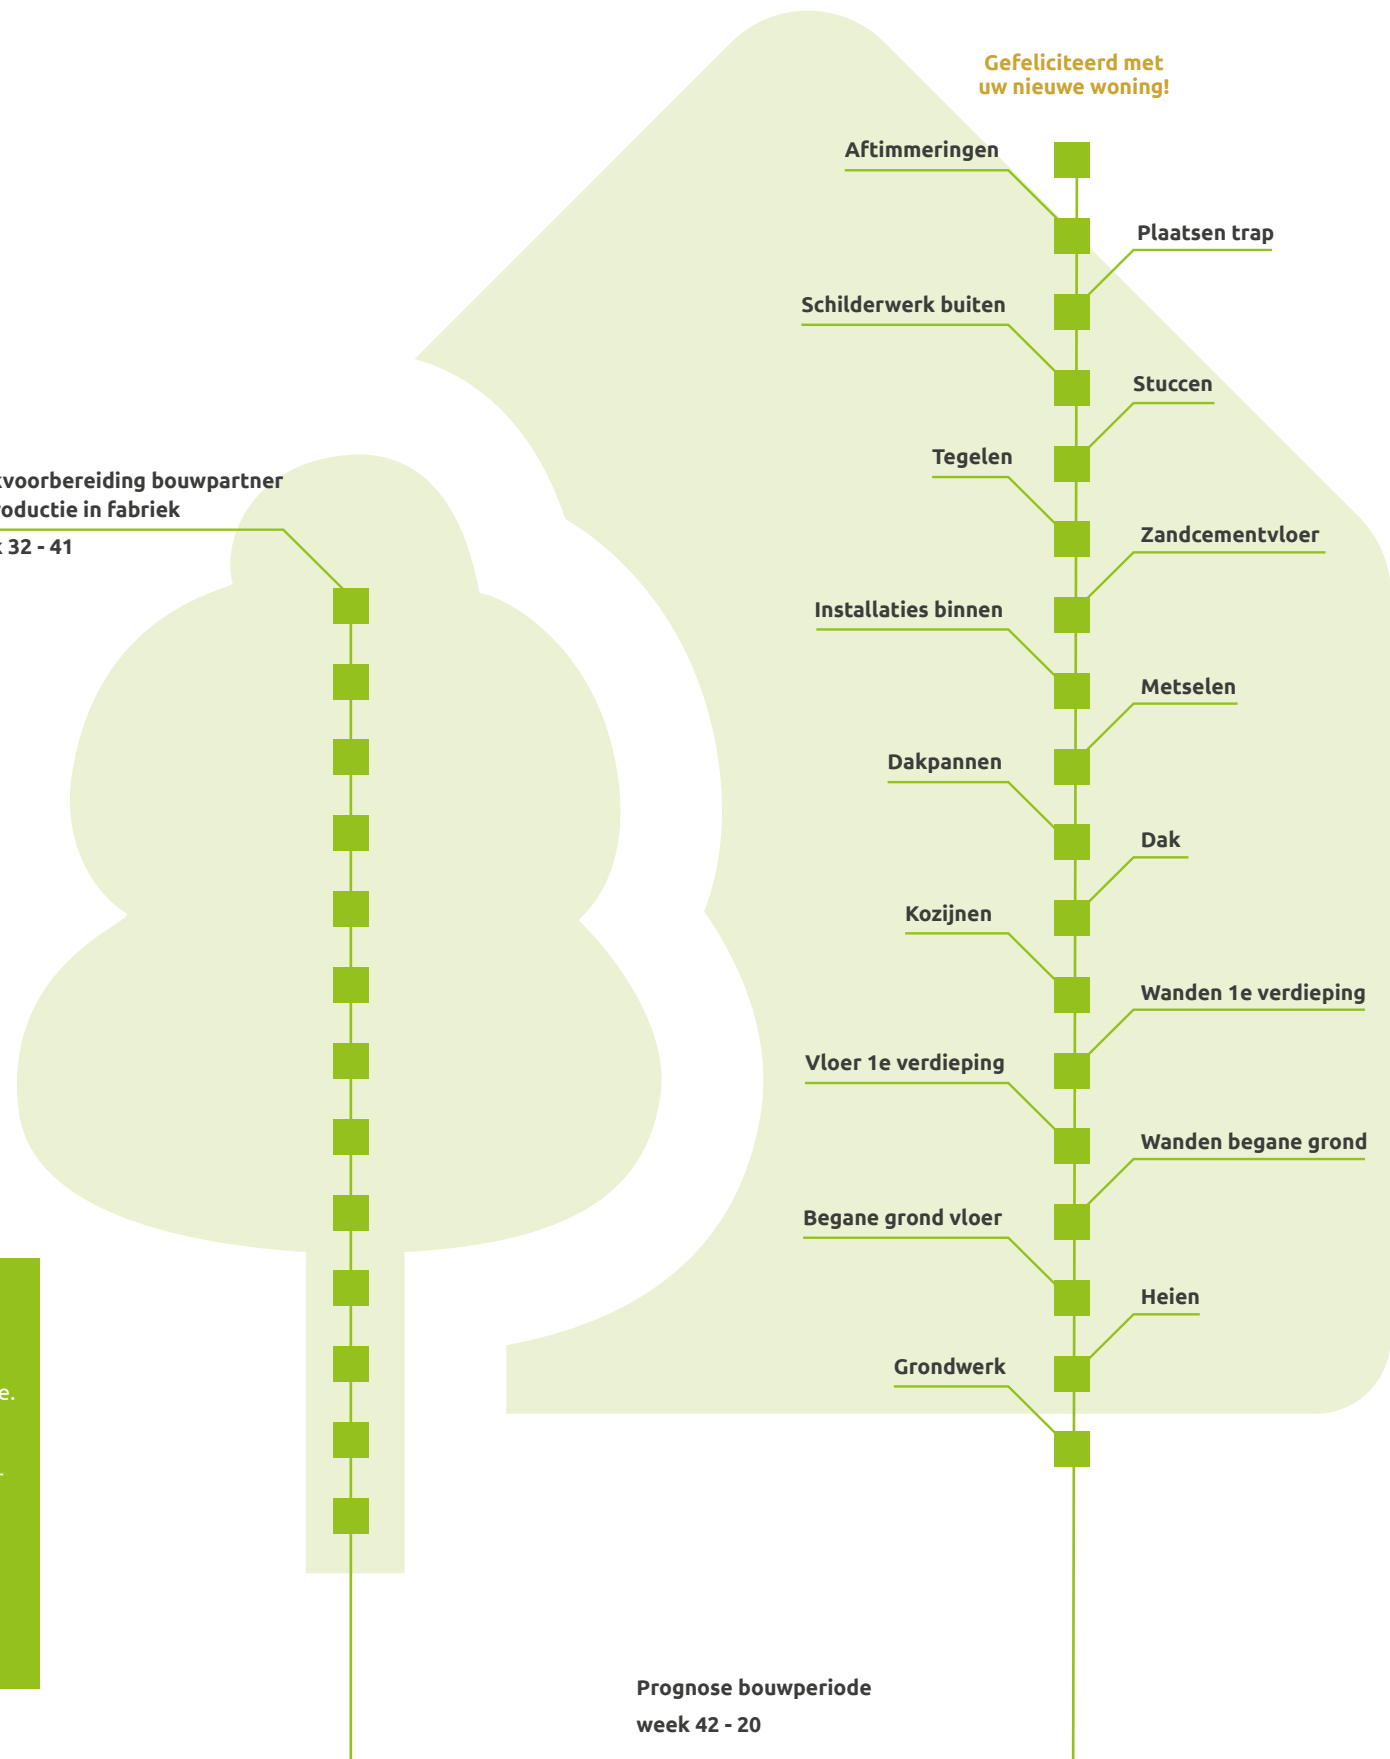 Gefeliciteerd met
uw nieuwe woning!
Aftimmeringen
Plaatsen trap
Schilderwerk buiten
Stuccen
Tegelen
Zandcementvloer
Installaties binnen
Metselen
Dakpannen
Dak
Kozijnen
Wanden 1e verdieping
Vloer 1e verdieping
Wanden begane grond
Begane grond vloer
Heien
Grondwerk
bouwpartner
in fabriek
32 - 41
Prognose bouwperiode
week 42 - 20